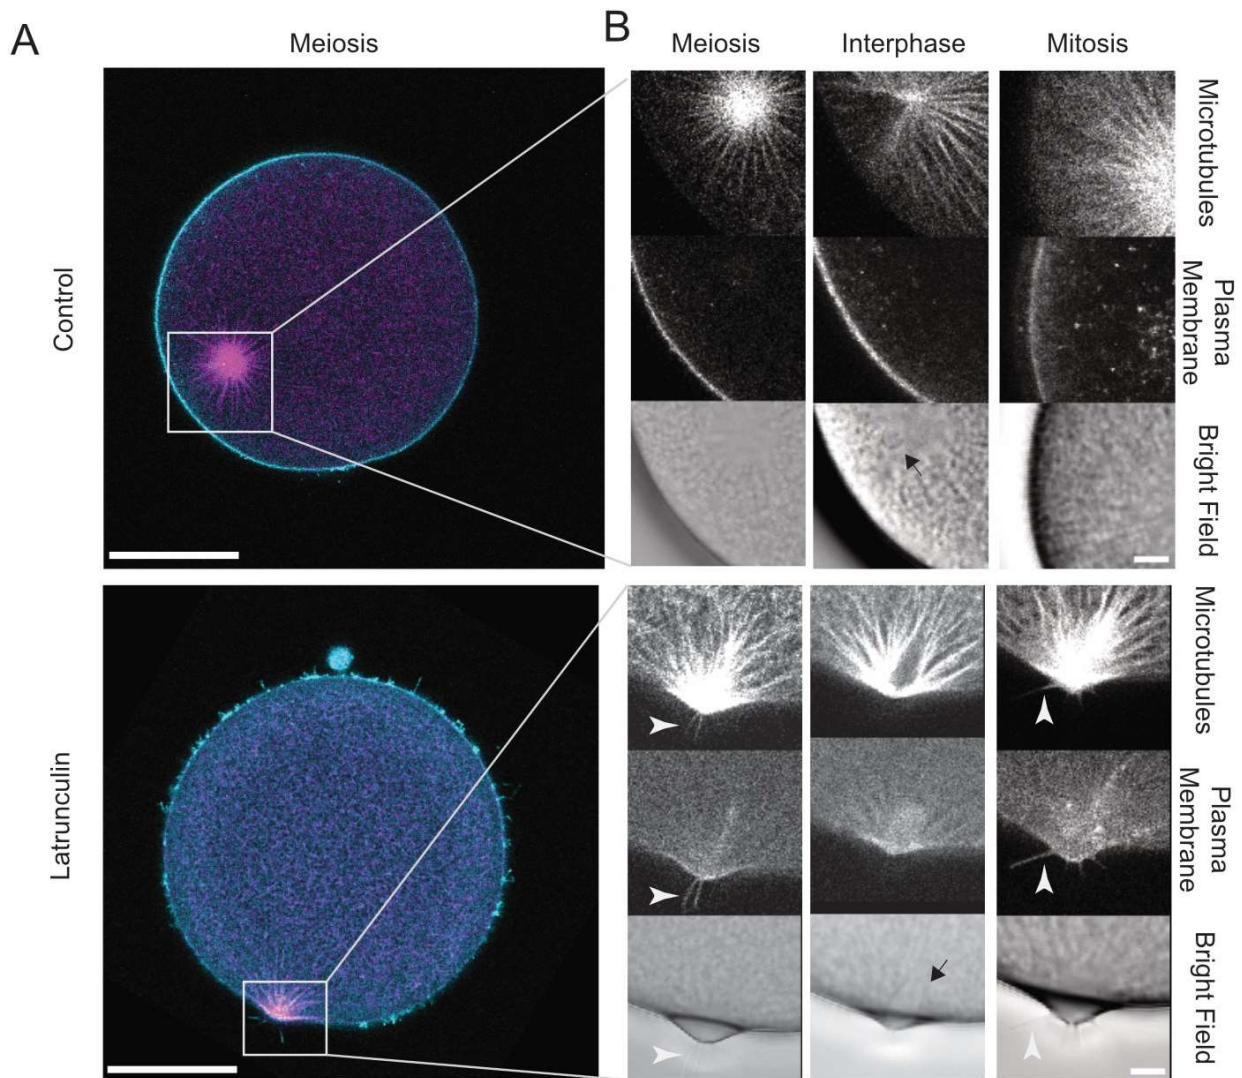 A
Meiosis
B
Meiosis
Interphase
Mitosis
Control
Microtubules
Plasma
Membrane
Bright Field
Latrunculin
Microtubules
Plasma
Membrane
Bright Field